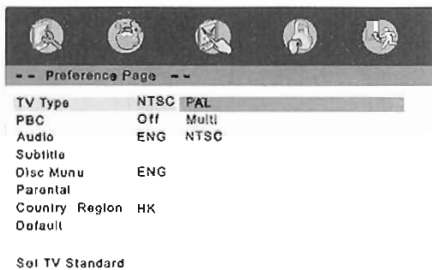 -- Preference Page --
TV Type NTSC PAL
PBC Off Multi
Audio ENG NTSC
Subtitle
Disc Munu ENG
Parental
Country Region HK
Default
Set TV Standard